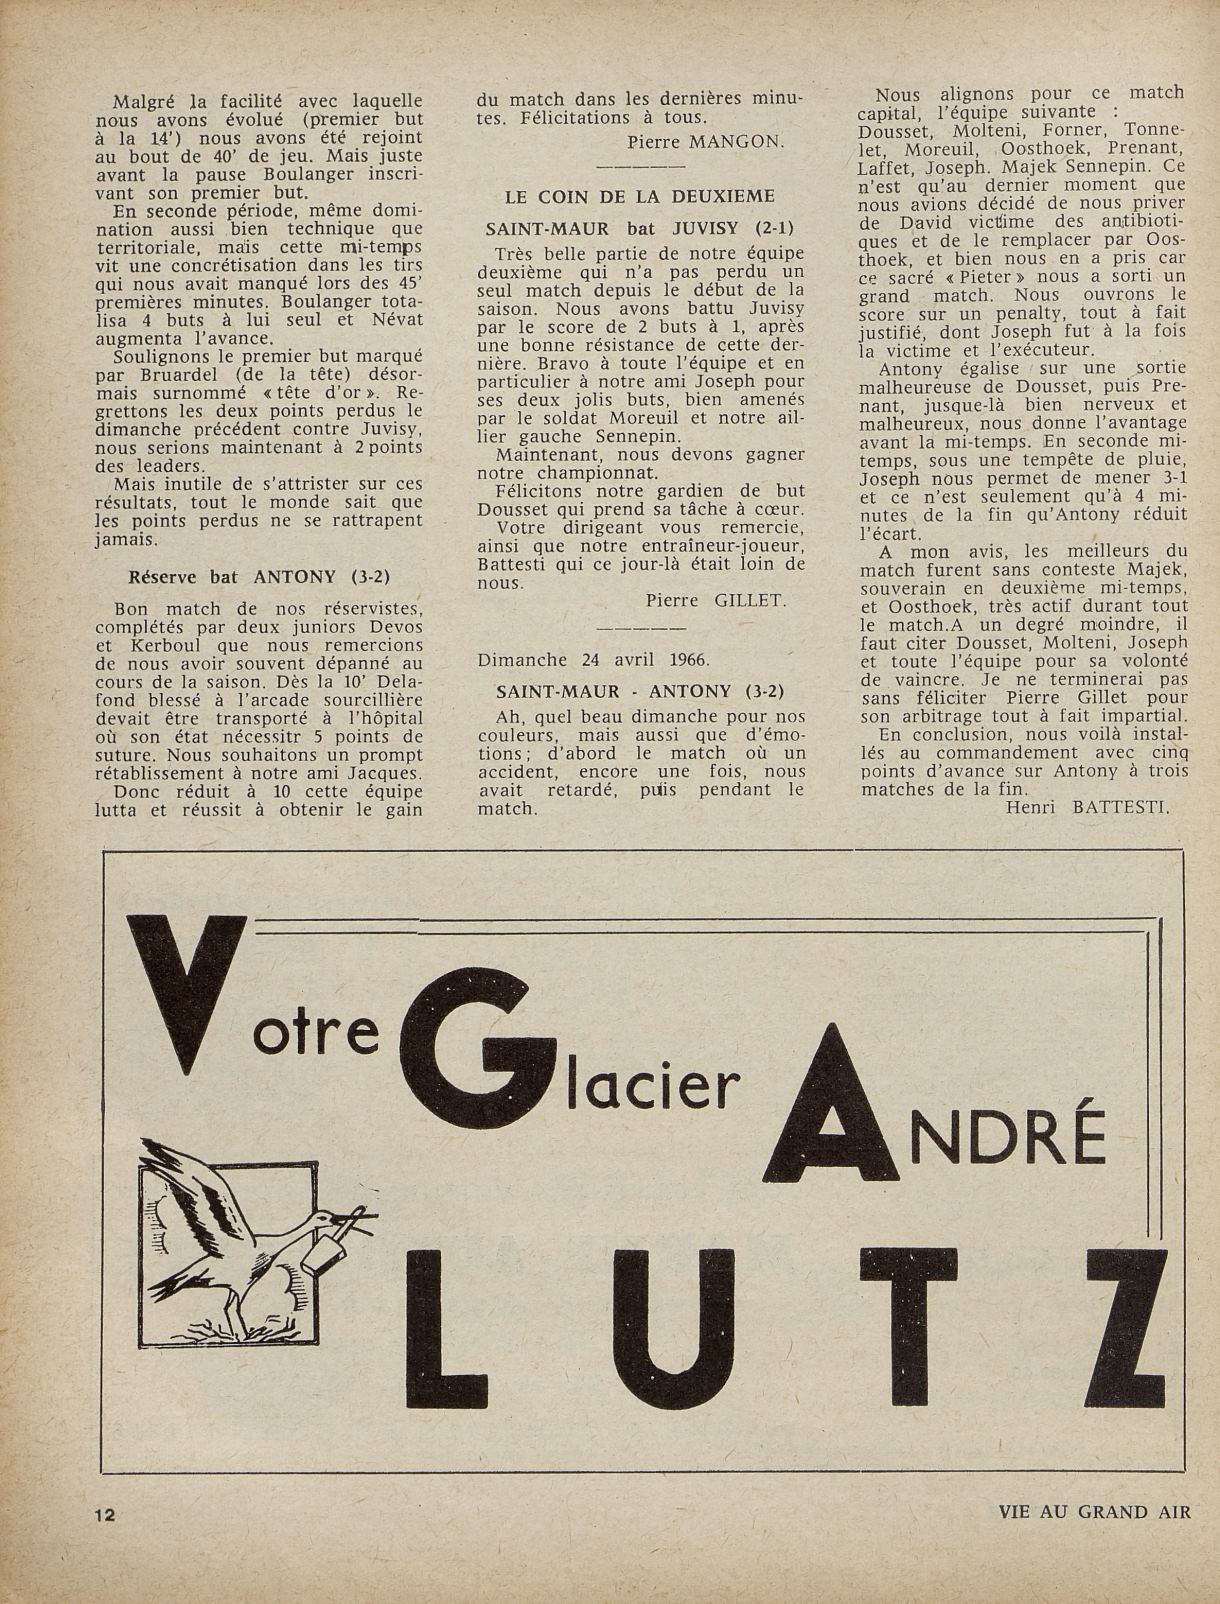 Malgré la facilité avec laquelle
nous avons évolué (premier but
à la 14') nous avons été rejoint
au bout de 40' de jeu. Mais juste
avant la pause Boulanger inscri-
vant son premier but.
En seconde période, même domi-
nation aussi bien technique que
territoriale, mais cette mi-temps
vit une concrétisation dans les tirs
qui nous avait manqué lors des 45'
premières minutes. Boulanger tota-
lisa 4 buts à lui seul et Névat
augmenta l'avance.
Soulignons le premier but marqué
par Bruardel (de la tête) désor-
mais surnommé « tête d'or ». Re-
grettons les deux points perdus le
dimanche précédent contre Juvisy,
nous serions maintenant à 2 points
des leaders.
Mais inutile de s'attrister sur ces
résultats, tout le monde sait que
les points perdus ne se rattrapent
jamais.
Réserve bat ANTONY (3-2)
Bon match de nos réservistes,
complétés par deux juniors Devos
et Kerboul que nous remercions
de nous avoir souvent dépanné au
cours de la saison. Dès la 10' Dela-
fond blessé à l'arcade sourcillière
devait être transporté à l'hôpital
où son état nécessitr 5 points de
suture. Nous souhaitons un prompt
rétablissement à notre ami Jacques.
Donc réduit à 10 cette équipe
lutta et réussit à obtenir le gain
du match dans les dernières minu-
tes. Félicitations à tous.
Pierre MANGON.
LE COIN DE LA DEUXIEME
SAINT-MAUR bat JUVISY (2-1)
Très belle partie de notre équipe
deuxième qui n'a pas perdu un
seul match depuis le début de la
saison. Nous avons battu Juvisy
par le score de 2 buts à 1, après
une bonne résistance de cette der-
nière. Bravo à toute l'équipe et en
particulier à notre ami Joseph pour
ses deux jolis buts, bien amenés
par le soldat Moreuil et notre ail-
lier gauche Sennepin.
Maintenant, nous devons gagner
notre championnat.
Félicitons notre gardien de but
Dousset qui prend sa tâche à cœur.
Votre dirigeant vous remercie,
ainsi que notre entraîneur-joueur,
Battesti qui ce jour-là était loin de
nous.
Pierre GILLET.
Dimanche 24 avril 1966.
SAINT-MAUR - ANTONY (3-2)
Ah, quel beau dimanche pour nos
couleurs, mais aussi que d'émo-
tions ; d'abord le match où un
accident, encore une fois, nous
avait retardé, puis pendant le
match.
Nous alignons pour ce match
capital, l'équipe suivante :
Dousset, Molteni, Forner, Tonne-
let, Moreuil, Oosthoek, Prenant,
Laffet, Joseph. Majek Sennepin. Ce
n'est qu'au dernier moment que
nous avions décidé de nous priver
de David victime des antibioti-
ques et de le remplacer par Oos-
thoek, et bien nous en a pris car
ce sacré « Pieter » nous a sorti un
grand match. Nous ouvrons le
score sur un penalty, tout à fait
justifié, dont Joseph fut à la fois
la victime et l'exécuteur.
Antony égalise sur une sortie
malheureuse de Dousset, puis Pre-
nant, jusque-là bien nerveux et
malheureux, nous donne l'avantage
avant la mi-temps. En seconde mi-
temps, sous une tempête de pluie,
Joseph nous permet de mener 3-1
et ce n'est seulement qu'à 4 mi-
nutes de la fin qu'Antony réduit
l'écart.
A mon avis, les meilleurs du
match furent sans conteste Majek,
souverain en deuxième mi-temps,
et Oosthoek, très actif durant tout
le match.A un degré moindre, il
faut citer Dousset, Molteni, Joseph
et toute l'équipe pour sa volonté
de vaincre. Je ne terminerai pas
sans féliciter Pierre Gillet pour
son arbitrage tout à fait impartial.
En conclusion, nous voilà instal-
lés au commandement avec cinq
points d'avance sur Antony à trois
matches de la fin.
Henri BATTESTI.
Votre Glacier ANDRÉ
LUTZ
12
VIE AU GRAND AIR